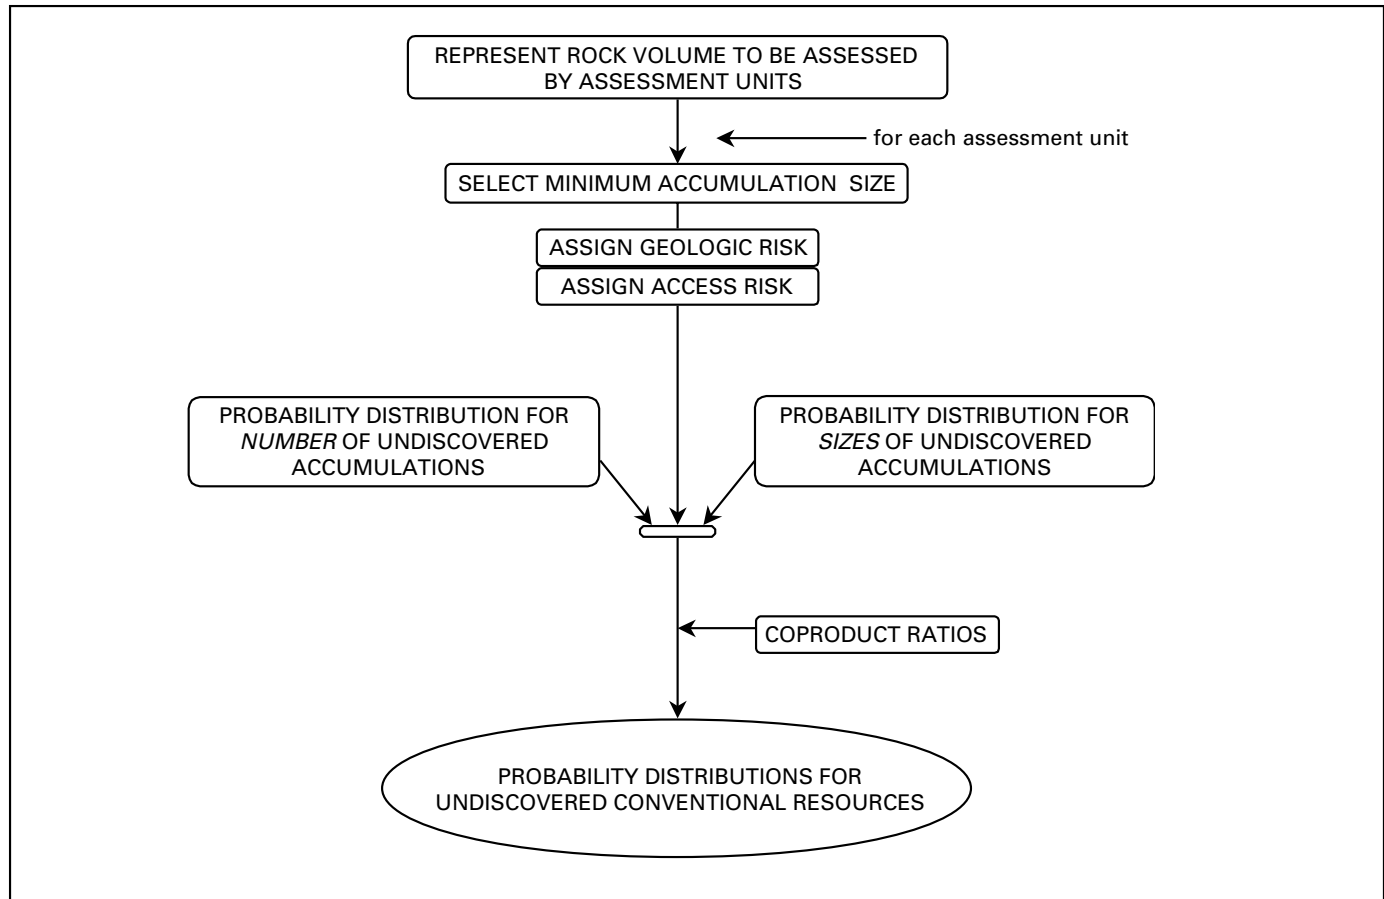 REPRESENT ROCK VOLUME TO BE ASSESSED
BY ASSESSMENT UNITS
for each assessment unit
SELECT MINIMUM ACCUMULATION SIZE
ASSIGN GEOLOGIC RISK
ASSIGN ACCESS RISK
PROBABILITY DISTRIBUTION FOR
NUMBER OF UNDISCOVERED
ACCUMULATIONS
PROBABILITY DISTRIBUTION FOR
SIZES OF UNDISCOVERED
ACCUMULATIONS
COPRODUCT RATIOS
PROBABILITY DISTRIBUTIONS FOR
UNDISCOVERED CONVENTIONAL RESOURCES